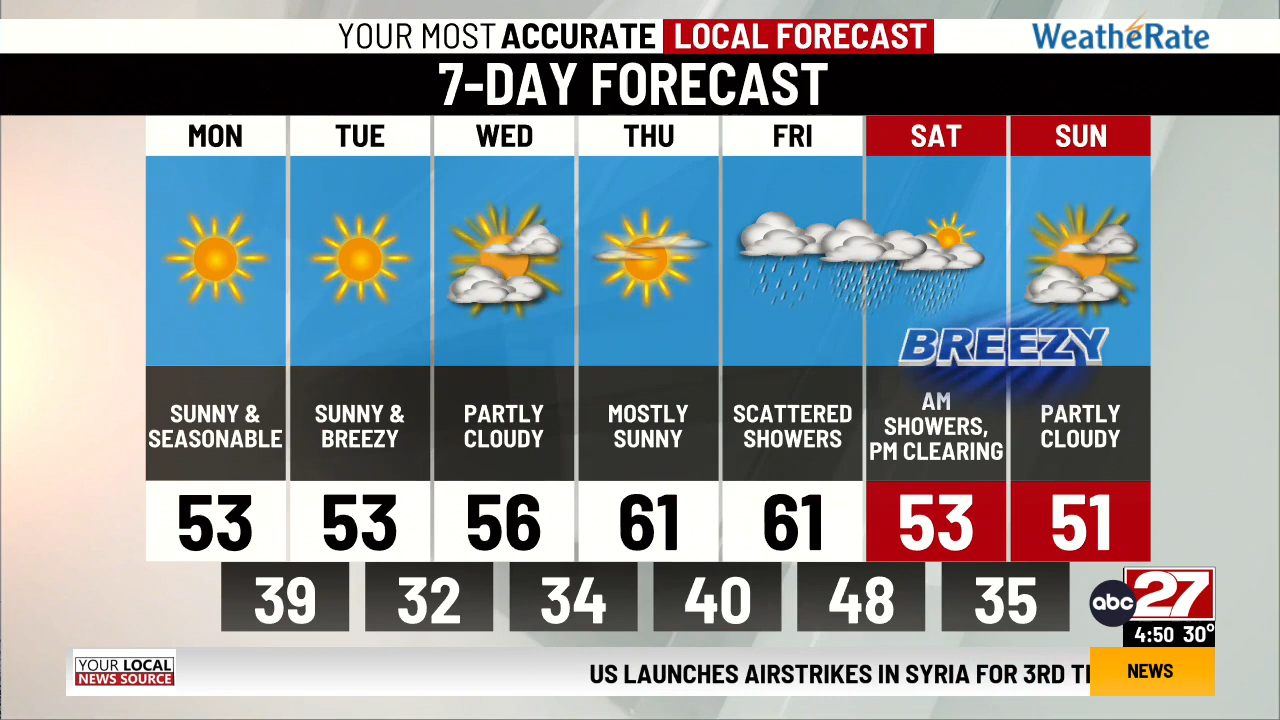 YOUR MOST ACCURATE LOCAL FORECAST
WeatheRate
7-DAY FORECAST
MON TUE WED THU FRI SAT SUN
BREEZY
SUNNY &
SEASONABLE
SUNNY &
BREEZY
PARTLY
CLOUDY
MOSTLY
SUNNY
SCATTERED
SHOWERS
AM
SHOWERS,
PM CLEARING
PARTLY
CLOUDY
53 53 56 61 61 53 51
39 32 34 40 48 35
abc 27
4:50 30°
YOUR LOCAL
NEWS SOURCE
US LAUNCHES AIRSTRIKES IN SYRIA FOR 3RD
NEWS